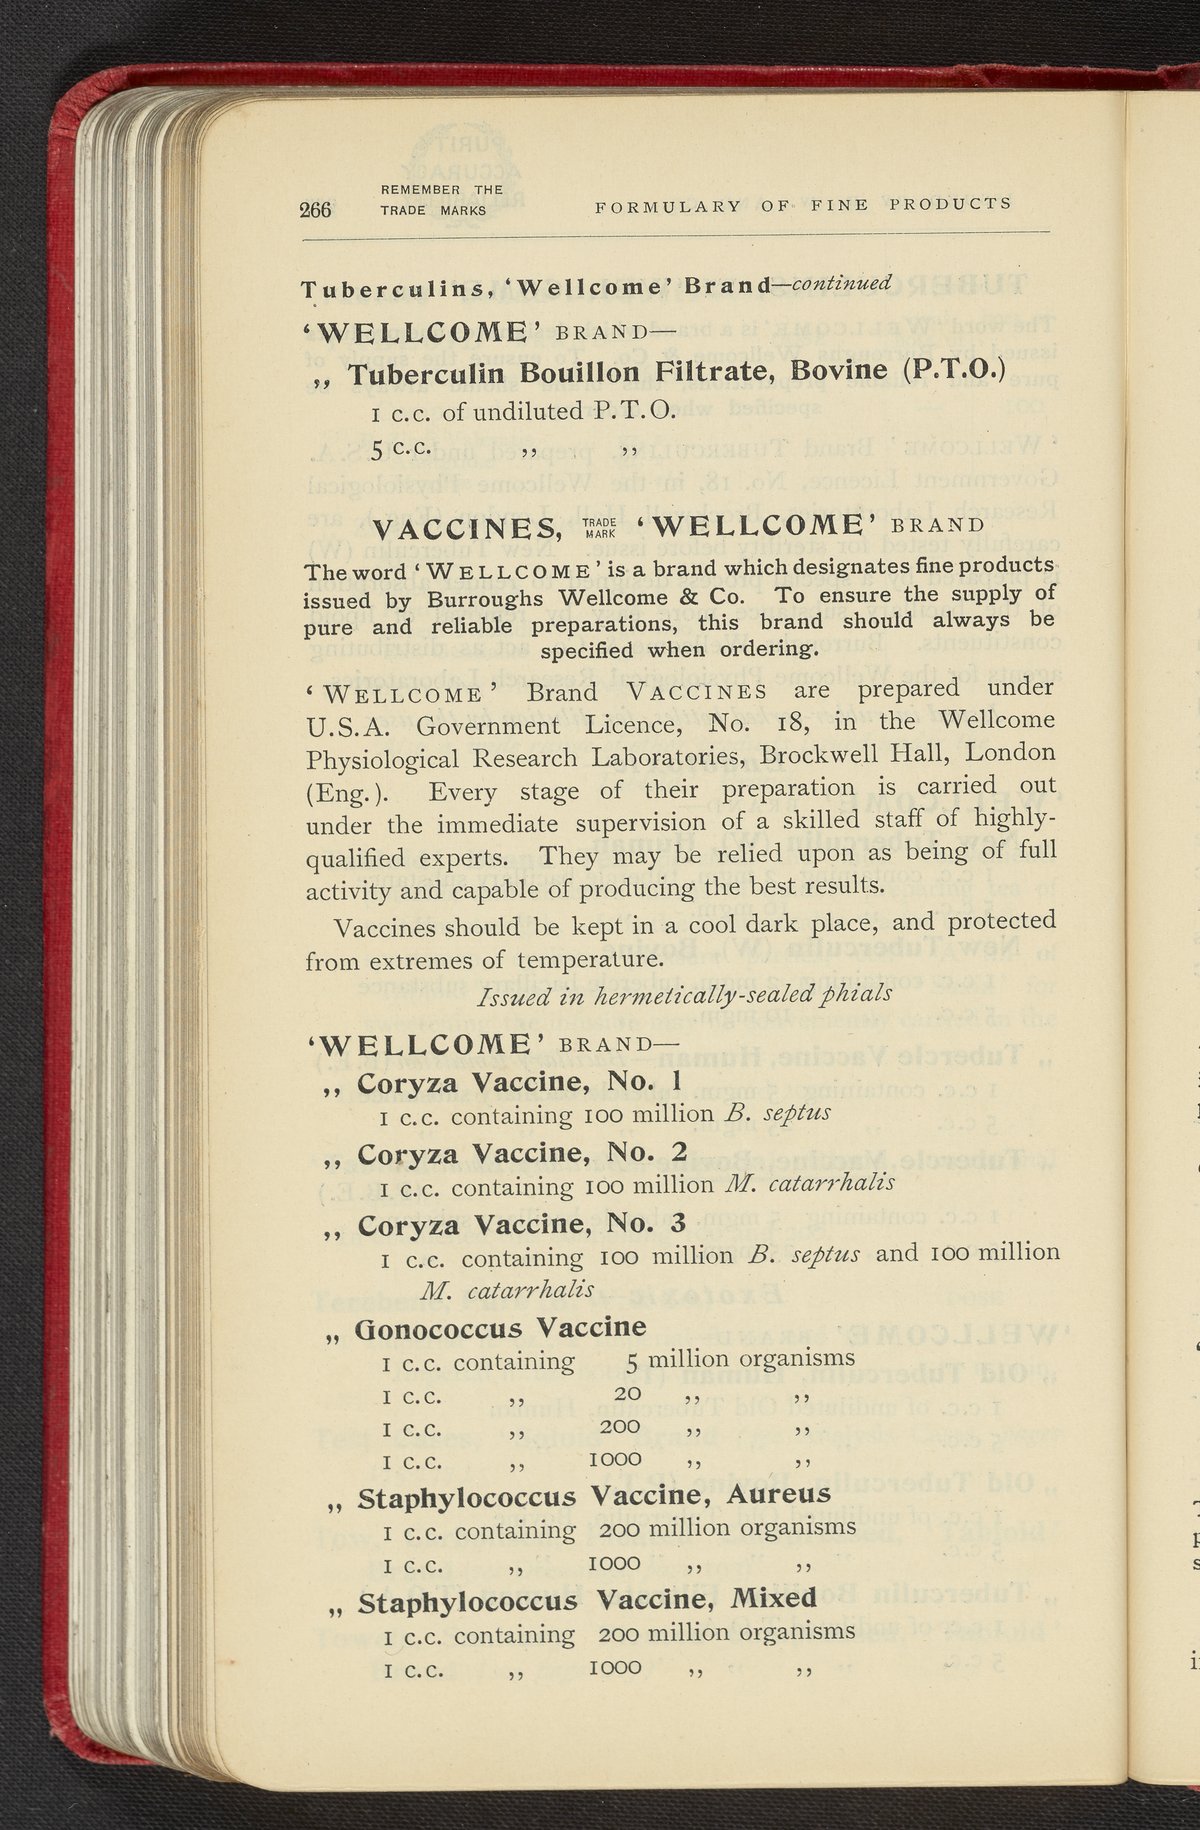 266 REMEMBER THE TRADE MARKS FORMULARY OF FINE PRODUCTS
Tuberculins, ‘Wellcome’ Brand—continued
‘WELLCOME’ BRAND—
„ Tuberculin Bouillon Filtrate, Bovine (P.T.O.)
1 c.c. of undiluted P.T.O.
5 c.c. „ „
VACCINES, TRADE MARK ‘WELLCOME’ BRAND
The word ‘WELLCOME’ is a brand which designates fine products
issued by Burroughs Wellcome & Co. To ensure the supply of
pure and reliable preparations, this brand should always be
specified when ordering.
‘WELLCOME’ Brand VACCINES are prepared under
U.S.A. Government Licence, No. 18, in the Wellcome
Physiological Research Laboratories, Brockwell Hall, London
(Eng.). Every stage of their preparation is carried out
under the immediate supervision of a skilled staff of highly-
qualified experts. They may be relied upon as being of full
activity and capable of producing the best results.
Vaccines should be kept in a cool dark place, and protected
from extremes of temperature.
Issued in hermetically-sealed phials
‘WELLCOME’ BRAND—
„ Coryza Vaccine, No. 1
1 c.c. containing 100 million B. septus
„ Coryza Vaccine, No. 2
1 c.c. containing 100 million M. catarrhalis
„ Coryza Vaccine, No. 3
1 c.c. containing 100 million B. septus and 100 million
M. catarrhalis
„ Gonococcus Vaccine
1 c.c. containing 5 million organisms
1 c.c. „ 20 „ „
1 c.c. „ 200 „ „
1 c.c. „ 1000 „ „
„ Staphylococcus Vaccine, Aureus
1 c.c. containing 200 million organisms
1 c.c. „ 1000 „ „
„ Staphylococcus Vaccine, Mixed
1 c.c. containing 200 million organisms
1 c.c. „ 1000 „ „